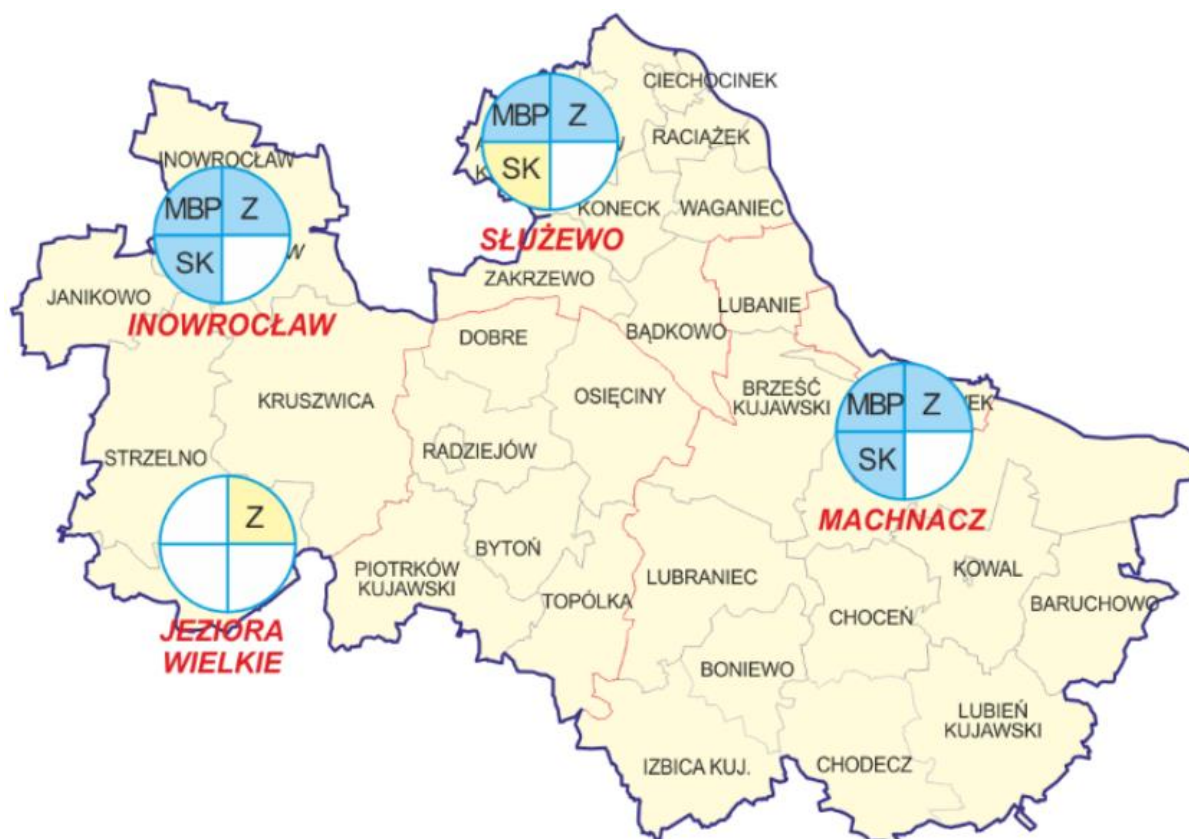 CIECHOCINEK
MBP Z
SK
RACIĄŻEK
INOWROCŁAW
KONECK
WAGANIEC
MBP Z
SK
SŁUŻEWO
ZAKRZEWO
JANIKOWO
LUBANIE
INOWROCŁAW
DOBRE
BĄDKOWO
BRZEŚĆ
KUJAWSKI
OSIĘCINY
KRUSZWICA
MBP Z
SK
RADZIEJÓW
STRZELNO
MACHNACZ
Z
BYTOŃ
PIOTRKÓW
KUJAWSKI
LUBRANIEC
KOWAL
TOPÓLKA
BARUCHOWO
CHOCEŃ
JEZIORA
WIELKIE
BONIEWO
LUBIEŃ
KUJAWSKI
IZBICA KUJ.
CHODECZ